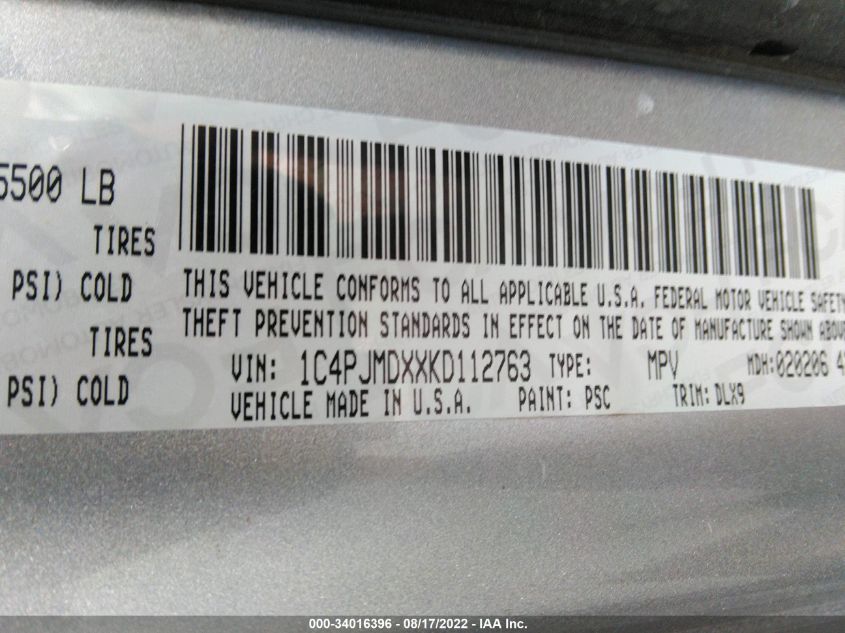 5500 LB
TIRES
PSI) COLD
TIRES
PSI) COLD
THIS VEHICLE CONFORMS TO ALL APPLICABLE U.S.A. FEDERAL MOTOR VEHICLE SAFETY
THEFT PREVENTION STANDARDS IN EFFECT ON THE DATE OF MANUFACTURE SHOWN ABOVE
VIN: 1C4PJMDXXKD112763 TYPE: MPV MDH:020206 4
VEHICLE MADE IN U.S.A. PAINT: PSC TRIM: DLX9
000-34016396 - 08/17/2022 - IAA Inc.